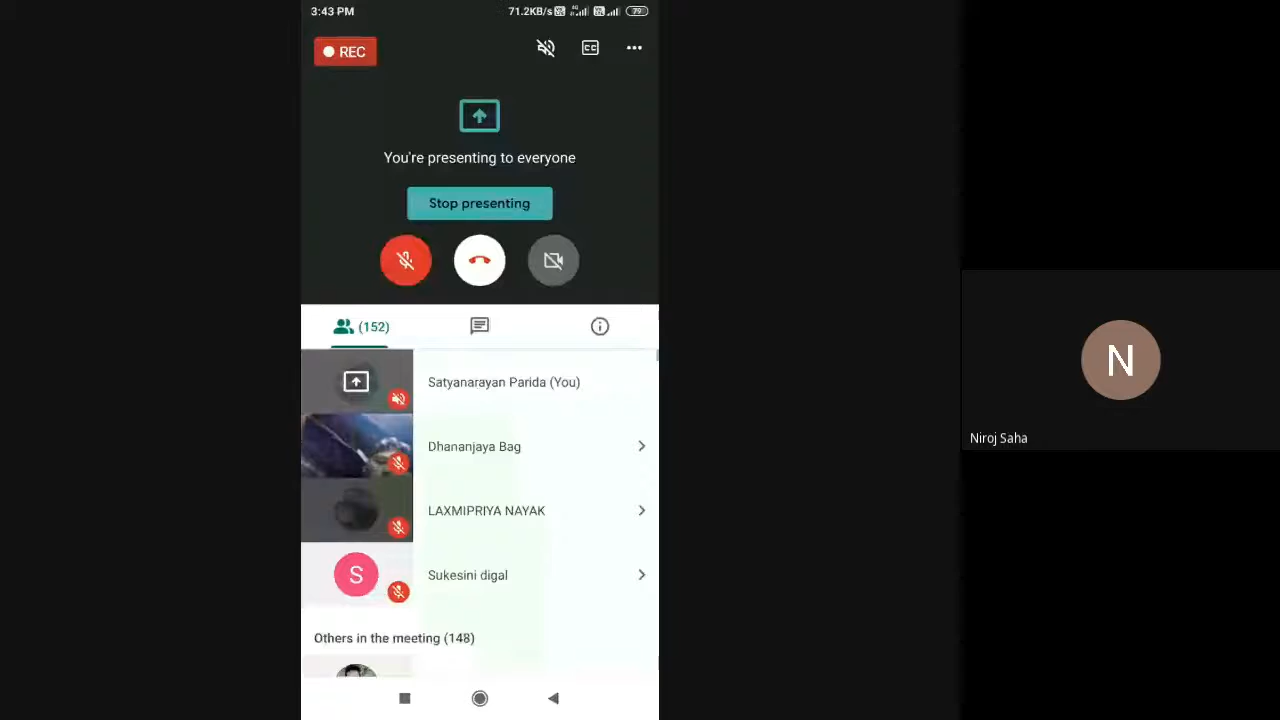 3:43 PM
71.2KB/s 79
REC
You're presenting to everyone
Stop presenting
(152)
Satyanarayan Parida (You)
Dhananjaya Bag
LAXMIPRIYA NAYAK
S
Sukesini digal
Others in the meeting (148)
N
Niroj Saha